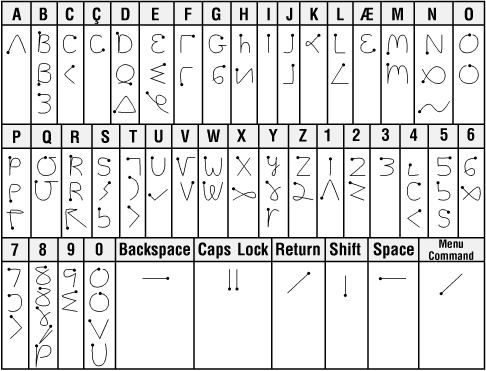 A B C Ç D E F G H I J K L Æ M N O
P Q R S T U V W X Y Z 1 2 3 4 5 6
7 8 9 0 Backspace Caps Lock Return Shift Space Menu Command